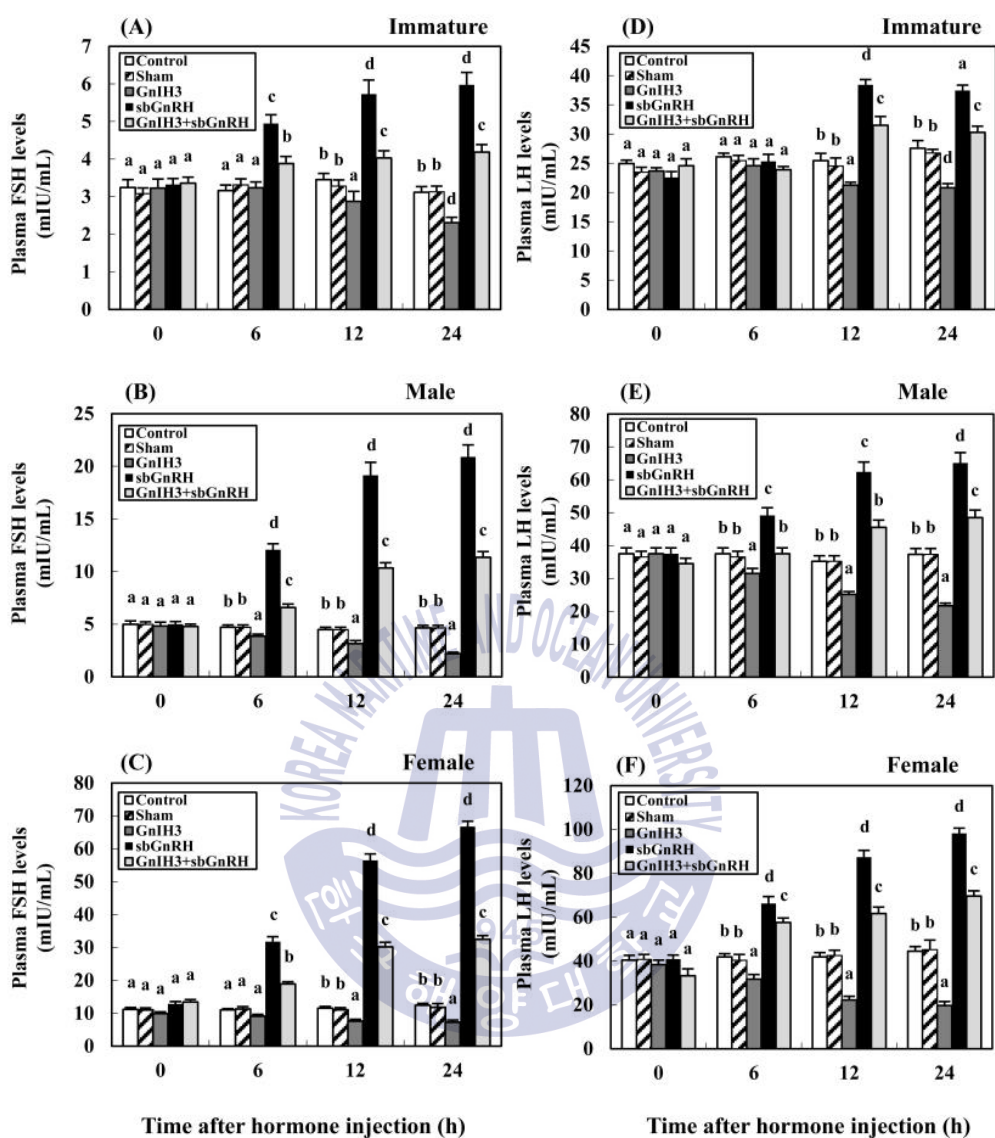 (A) Immature
Plasma FSH levels
(mIU/mL)
7
6
5
4
3
2
1
0
Control
Sham
GnIH3
sbGnRH
GnIH3+sbGnRH
a a a a a
a a a c b
b b a d c
b b d d c
0 6 12 24
(D) Immature
Plasma LH levels
(mIU/mL)
45
40
35
30
25
20
15
10
5
0
Control
Sham
GnIH3
sbGnRH
GnIH3+sbGnRH
a a a a a
a a a a a
b b a d c
b b d a c
0 6 12 24
(B) Male
Plasma FSH levels
(mIU/mL)
25
20
15
10
5
0
Control
Sham
GnIH3
sbGnRH
GnIH3+sbGnRH
a a a a a
b b a d c
b b a d c
b b a d c
0 6 12 24
(E) Male
Plasma LH levels
(mIU/mL)
80
70
60
50
40
30
20
10
0
Control
Sham
GnIH3
sbGnRH
GnIH3+sbGnRH
a a a a a
b b a c b
b b a c b
b b a d c
0 6 12 24
(C) Female
Plasma FSH levels
(mIU/mL)
80
70
60
50
40
30
20
10
0
Control
Sham
GnIH3
sbGnRH
GnIH3+sbGnRH
a a a a a
a a a c b
b b a d c
b b a d c
0 6 12 24
(F) Female
Plasma LH levels
(mIU/mL)
120
100
80
60
40
20
0
Control
Sham
GnIH3
sbGnRH
GnIH3+sbGnRH
a a a a a
b b a d c
b b a d c
b b a d c
0 6 12 24
Time after hormone injection (h)
Time after hormone injection (h)
KOREA MARITIME AND OCEAN UNIVERSITY